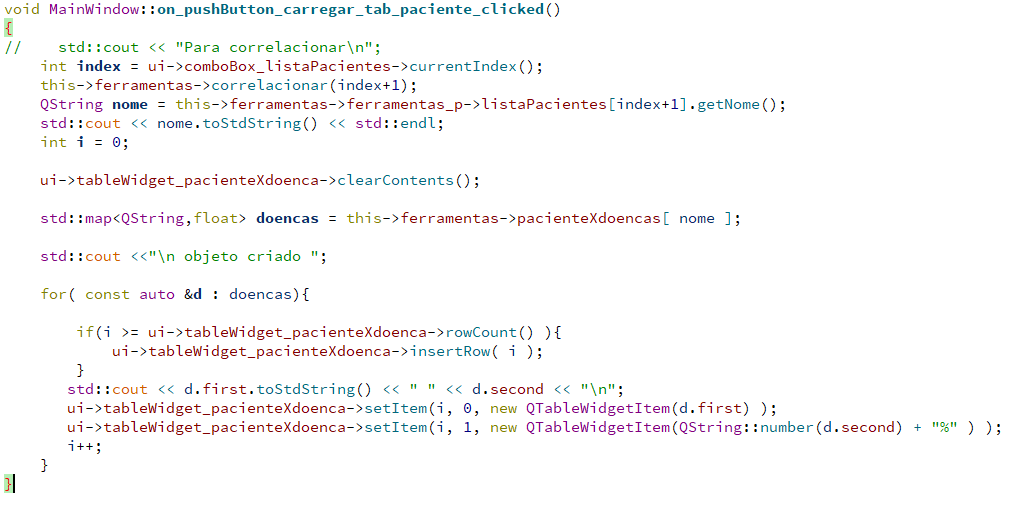 void MainWindow::on_pushButton_carregar_tab_paciente_clicked()
{
//    std::cout << "Para correlacionar\n";
    int index = ui->comboBox_listaPacientes->currentIndex();
    this->ferramentas->correlacionar(index+1);
    QString nome = this->ferramentas->ferramentas_p->listaPacientes[index+1].getNome();
    std::cout << nome.toStdString() << std::endl;
    int i = 0;

    ui->tableWidget_pacienteXdoenca->clearContents();

    std::map<QString,float> doencas = this->ferramentas->pacienteXdoencas[ nome ];

    std::cout <<"\n objeto criado ";

    for( const auto &d : doencas){

        if(i >= ui->tableWidget_pacienteXdoenca->rowCount() ){
            ui->tableWidget_pacienteXdoenca->insertRow( i );
        }
       std::cout << d.first.toStdString() << " " << d.second << "\n";
       ui->tableWidget_pacienteXdoenca->setItem(i, 0, new QTableWidgetItem(d.first) );
       ui->tableWidget_pacienteXdoenca->setItem(i, 1, new QTableWidgetItem(QString::number(d.second) + "%" ) );
       i++;
    }
}